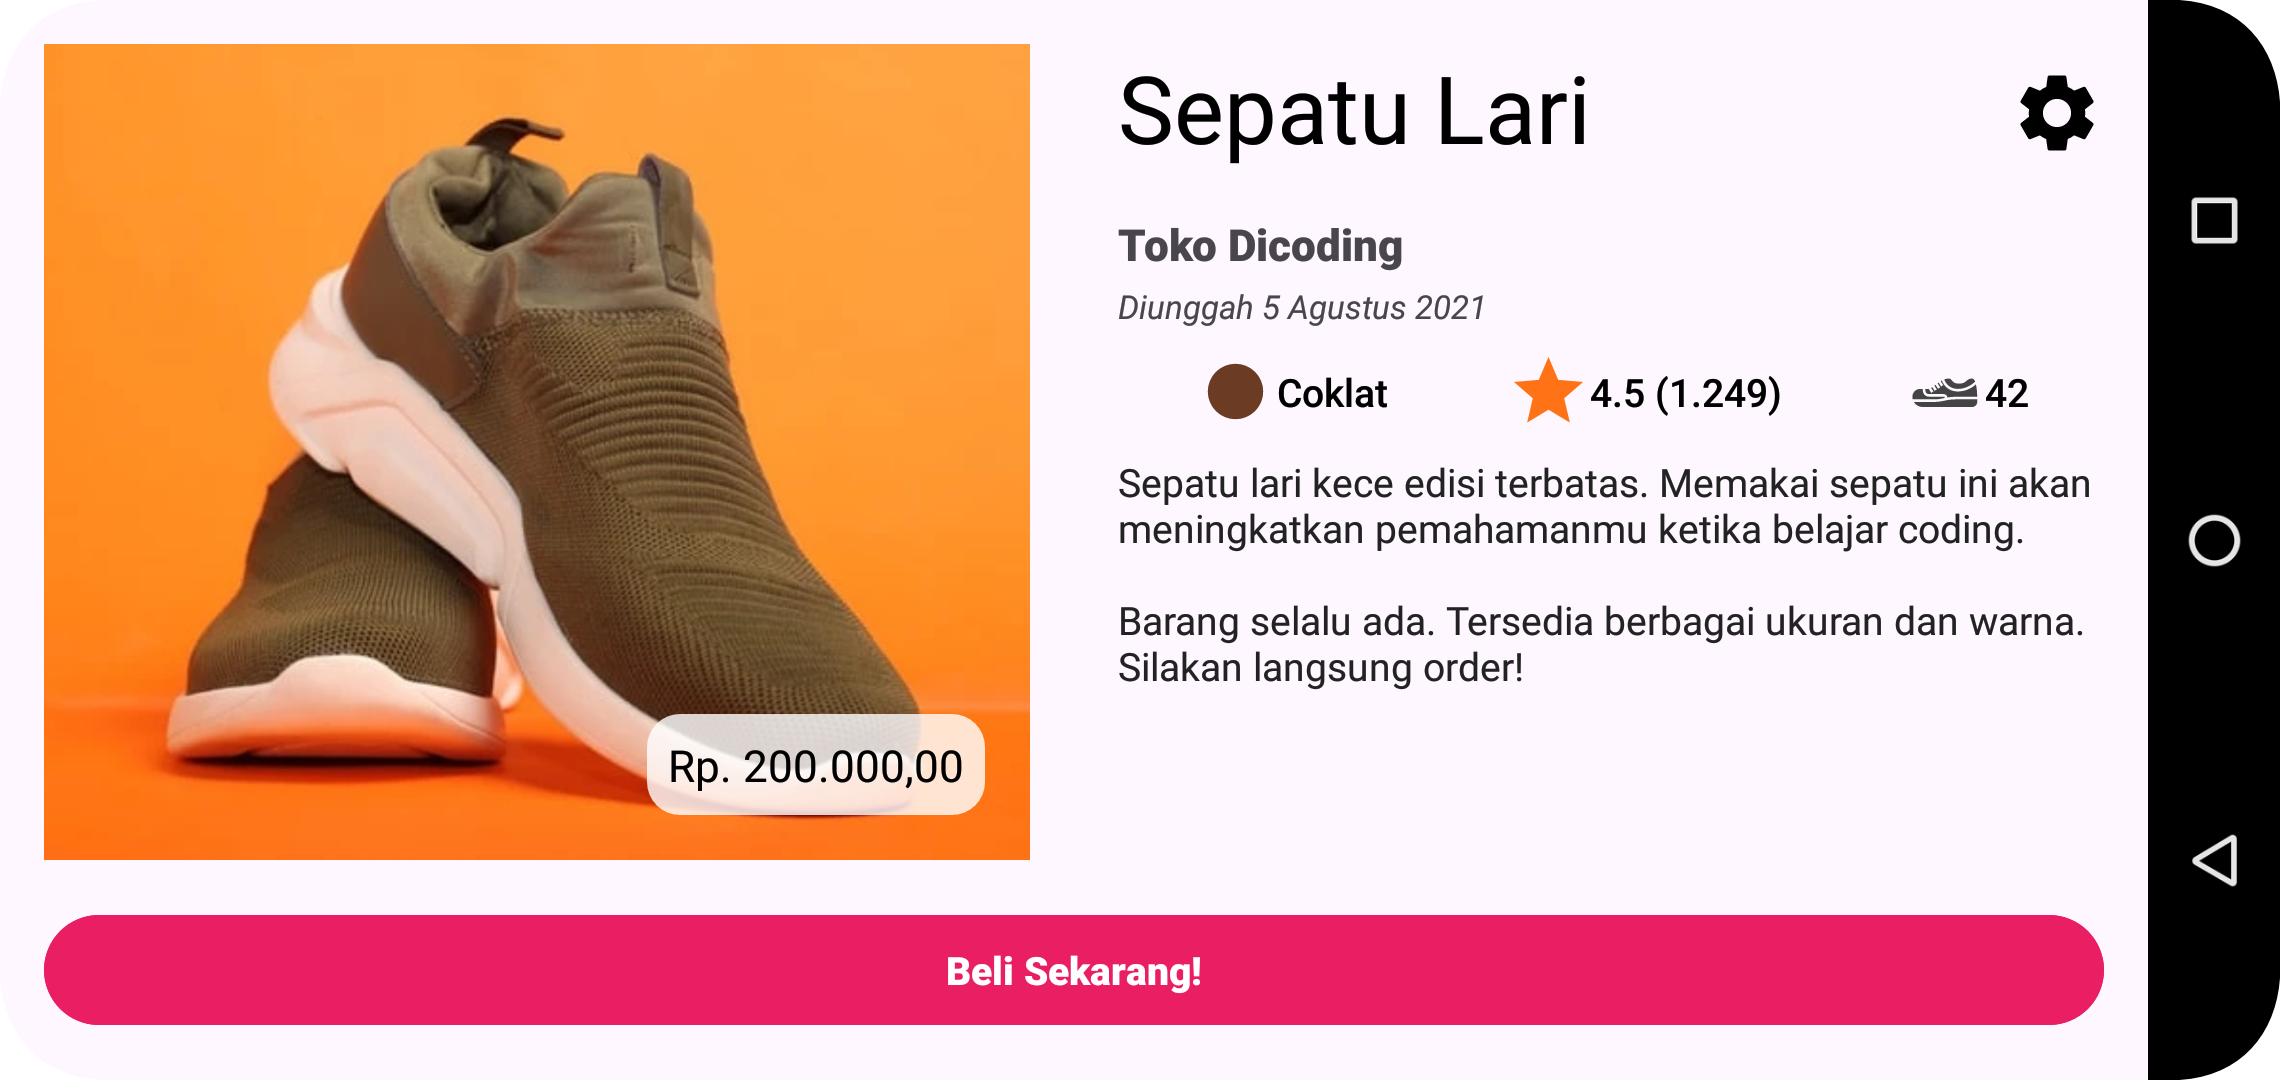 Sepatu Lari
Toko Dicoding
Diunggah 5 Agustus 2021
Coklat
4.5 (1.249)
42
Sepatu lari kece edisi terbatas. Memakai sepatu ini akan
meningkatkan pemahamanmu ketika belajar coding.
Barang selalu ada. Tersedia berbagai ukuran dan warna.
Silakan langsung order!
Rp. 200.000,00
Beli Sekarang!